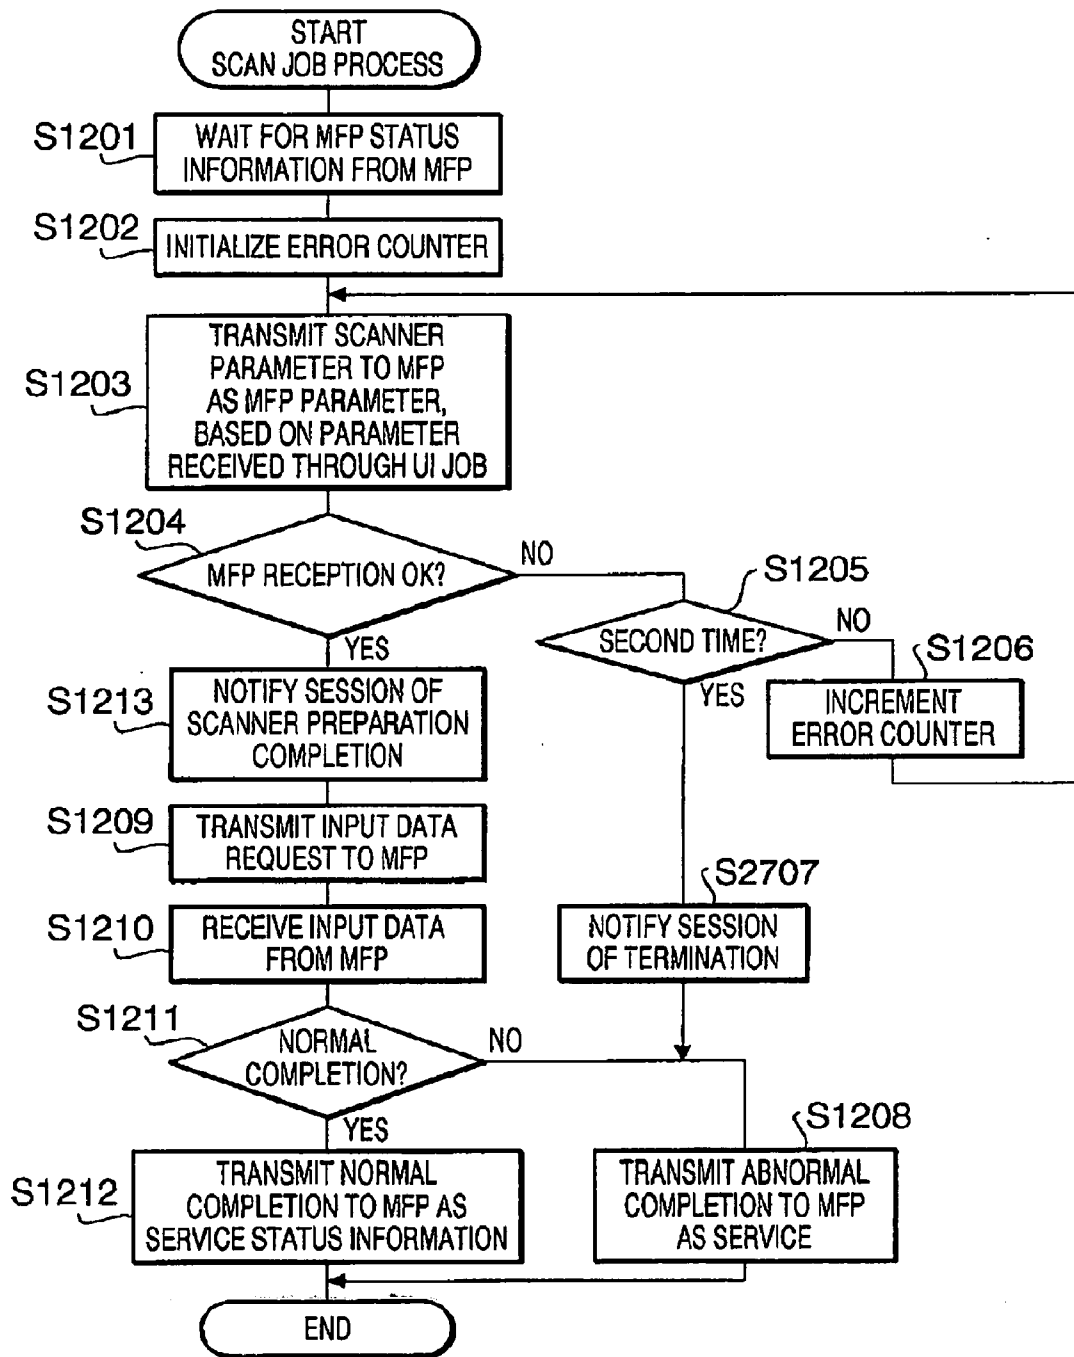 START
SCAN JOB PROCESS
S1201
WAIT FOR MFP STATUS
INFORMATION FROM MFP
S1202
INITIALIZE ERROR COUNTER
S1203
TRANSMIT SCANNER
PARAMETER TO MFP
AS MFP PARAMETER,
BASED ON PARAMETER
RECEIVED THROUGH UI JOB
S1204
MFP RECEPTION OK?
NO
YES
S1205
SECOND TIME?
NO
YES
S1206
INCREMENT
ERROR COUNTER
S1213
NOTIFY SESSION OF
SCANNER PREPARATION
COMPLETION
S1209
TRANSMIT INPUT DATA
REQUEST TO MFP
S2707
NOTIFY SESSION
OF TERMINATION
S1210
RECEIVE INPUT DATA
FROM MFP
S1211
NORMAL
COMPLETION?
NO
YES
S1208
TRANSMIT ABNORMAL
COMPLETION TO MFP
AS SERVICE
S1212
TRANSMIT NORMAL
COMPLETION TO MFP AS
SERVICE STATUS INFORMATION
END